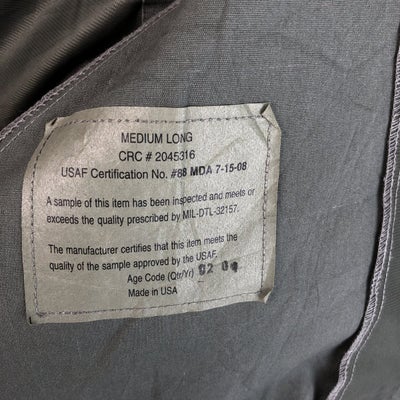 MEDIUM LONG
CRC # 2045316
USAF Certification No. #88 MDA 7-15-08
A sample of this item has been inspected and meets or
exceeds the quality prescribed by MIL-DTL-32157.
The manufacturer certifies that this item meets the
quality of the sample approved by the USAF.
Age Code (Qtr/Yr) 02 09
Made in USA